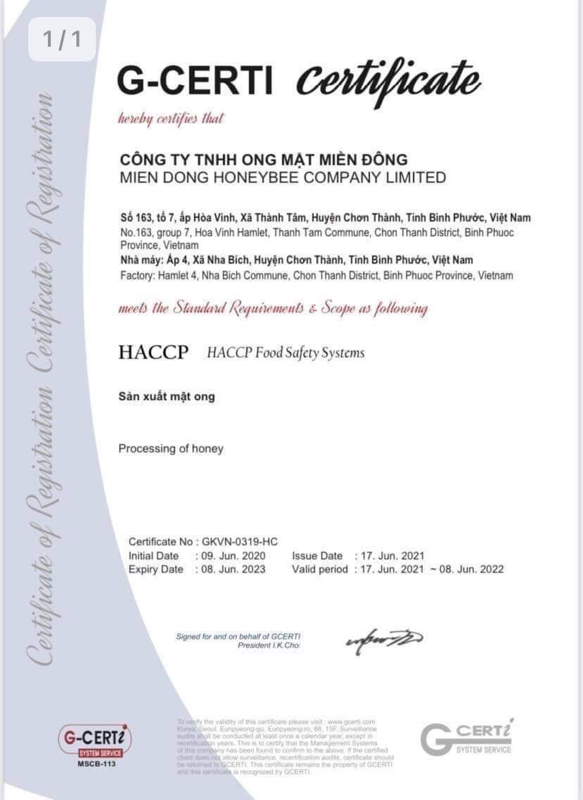 1/1
G-CERTI certificate
hereby certifies that
CÔNG TY TNHH ONG MẬT MIỀN ĐÔNG
MIEN DONG HONEYBEE COMPANY LIMITED
Số 163, tổ 7, ấp Hòa Vinh, Xã Thành Tâm, Huyện Chơn Thành, Tỉnh Bình Phước, Việt Nam
No.163, group 7, Hoa Vinh Hamlet, Thanh Tam Commune, Chon Thanh District, Binh Phuoc
Province, Vietnam
Nhà máy: Ấp 4, Xã Nha Bích, Huyện Chơn Thành, Tỉnh Bình Phước, Việt Nam
Factory: Hamlet 4, Nha Bich Commune, Chon Thanh District, Binh Phuoc Province, Vietnam
meets the Standard Requirements & Scope as following
HACCP HACCP Food Safety Systems
Sản xuất mật ong
Processing of honey
Certificate No : GKVN-0319-HC
Initial Date : 09. Jun. 2020 Issue Date : 17. Jun. 2021
Expiry Date : 08. Jun. 2023 Valid period : 17. Jun. 2021 ~ 08. Jun. 2022
Signed for and on behalf of GCERTI
President I.K.Choi
Certificate of Registration Certificate of Registration
G-CERTi
SYSTEM SERVICE
MSCB-113
To verify the validity of this certificate please visit : www.gcerti.com
Korea, Seoul, Eunpyeong-gu, Eunpyeong-ro, 66, 15F. Surveillance
audits shall be conducted at least once a calendar year, except in
recertification years. This is to certify that the Management Systems
of this company has been found to confirm to the above. If the certified
client does not allow surveillance, recertification audits, certificate should
be returned to GCERTI. This certificate remains the property of GCERTI
and this certificate is recognized by GCERTI.
G CERTi
SYSTEM SERVICE